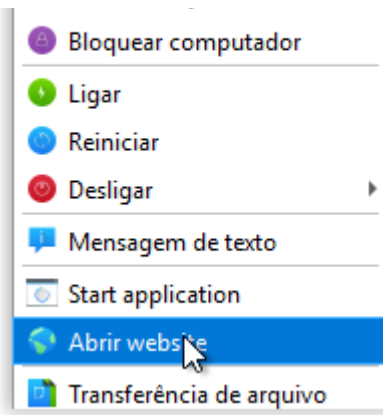 Bloquear computador
Ligar
Reiniciar
Desligar
Mensagem de texto
Start application
Abrir website
Transferência de arquivo